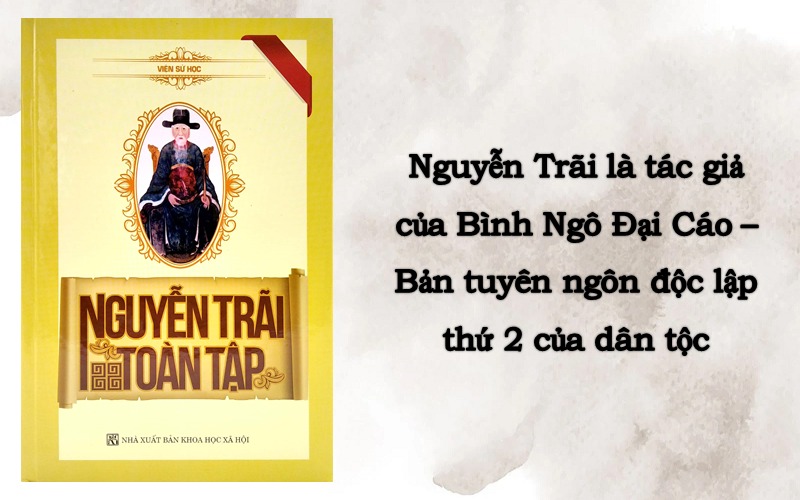 VIỆN SỬ HỌC
NGUYỄN TRÃI
TOÀN TẬP
NHÀ XUẤT BẢN KHOA HỌC XÃ HỘI
Nguyễn Trãi là tác giả
của Bình Ngô Đại Cáo –
Bản tuyên ngôn độc lập
thứ 2 của dân tộc